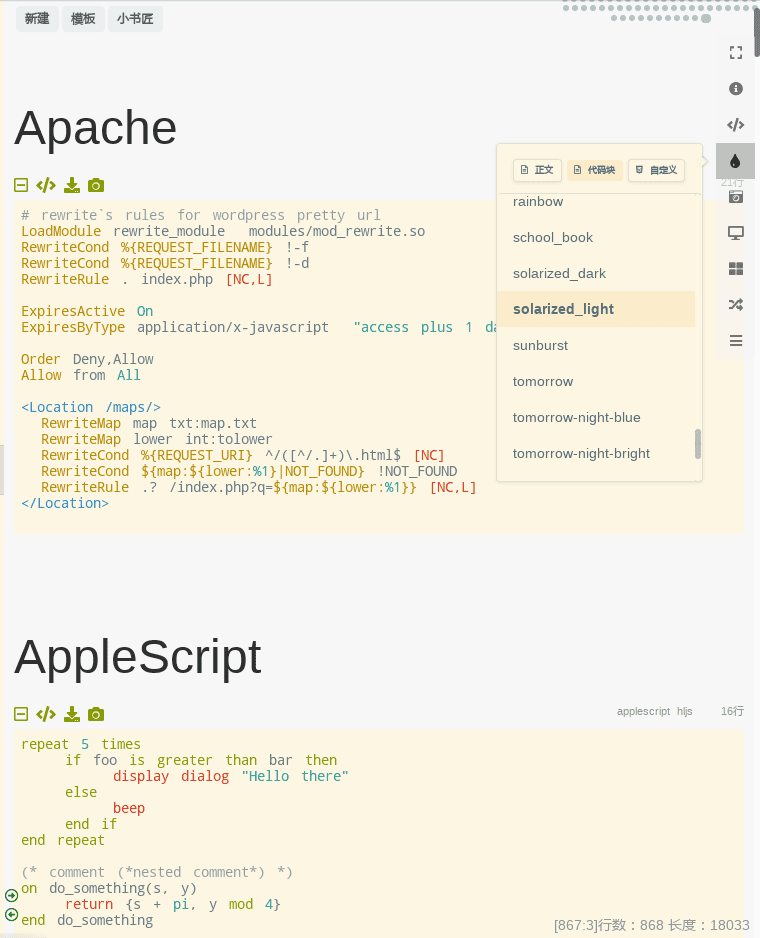 新建 模板 小书匠
Apache
21行
# rewrite`s rules for wordpress pretty url
LoadModule rewrite_module  modules/mod_rewrite.so
RewriteCond %{REQUEST_FILENAME} !-f
RewriteCond %{REQUEST_FILENAME} !-d
RewriteRule . index.php [NC,L]
ExpiresActive On
ExpiresByType application/x-javascript  "access plus 1 da
Order Deny,Allow
Allow from All
<Location /maps/>
  RewriteMap map txt:map.txt
  RewriteMap lower int:tolower
  RewriteCond %{REQUEST_URI} ^/([^/.]+)\.html$ [NC]
  RewriteCond ${map:${lower:%1}|NOT_FOUND} !NOT_FOUND
  RewriteRule .? /index.php?q=${map:${lower:%1}} [NC,L]
</Location>
正文 代码块 自定义
rainbow
school_book
solarized_dark
solarized_light
sunburst
tomorrow
tomorrow-night-blue
tomorrow-night-bright
AppleScript
applescript hljs 16行
repeat 5 times
    if foo is greater than bar then
        display dialog "Hello there"
    else
        beep
    end if
end repeat
(* comment (*nested comment*) *)
on do_something(s, y)
    return {s + pi, y mod 4}
end do_something
[867:3]行数：868 长度：18033